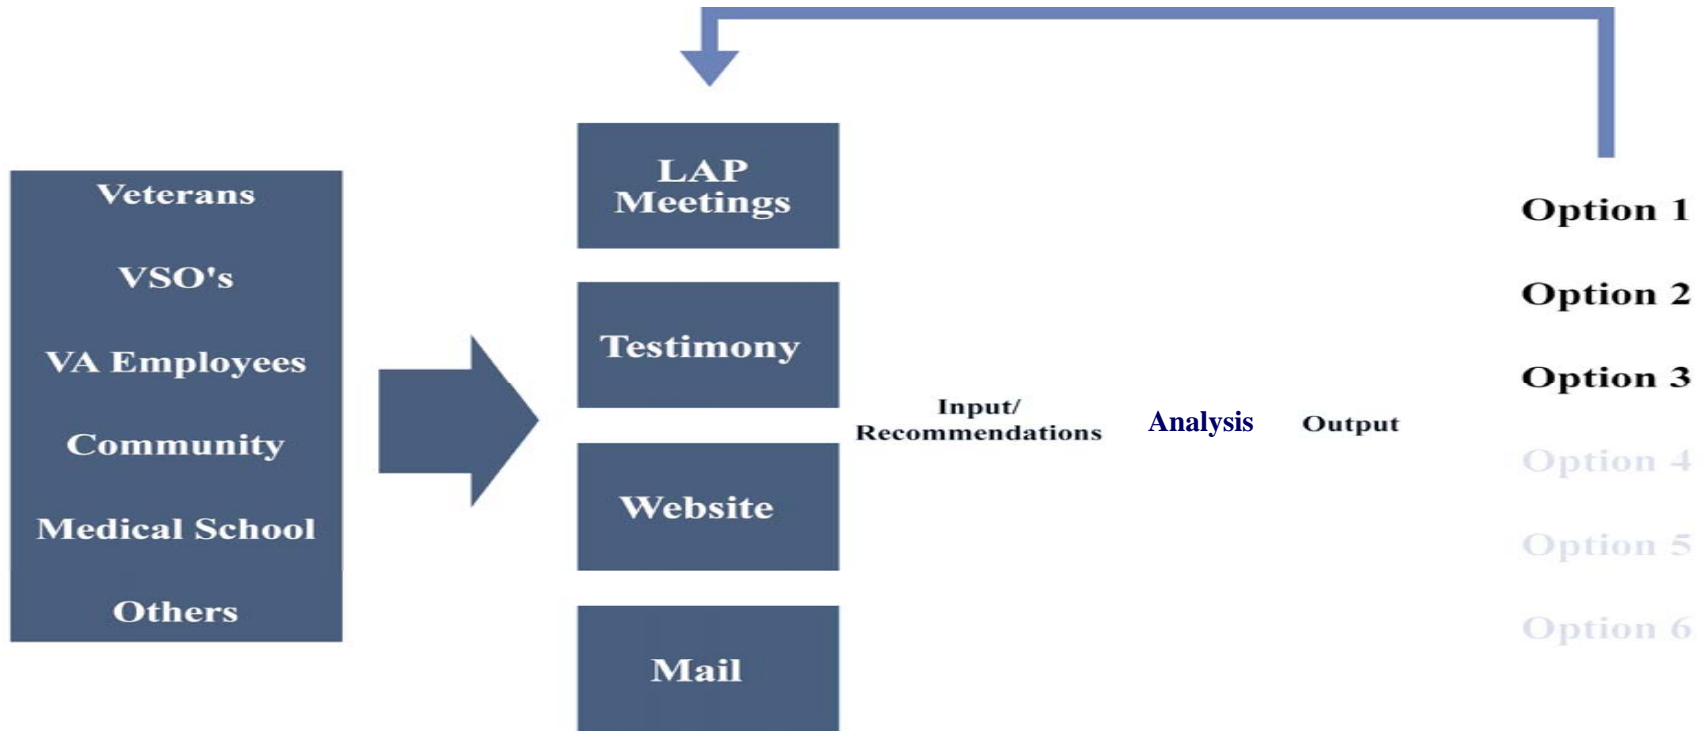 Veterans
VSO's
VA Employees
Community
Medical School
Others
LAP
Meetings
Testimony
Website
Mail
Input/
Recommendations
Analysis
Output
Option 1
Option 2
Option 3
Option 4
Option 5
Option 6